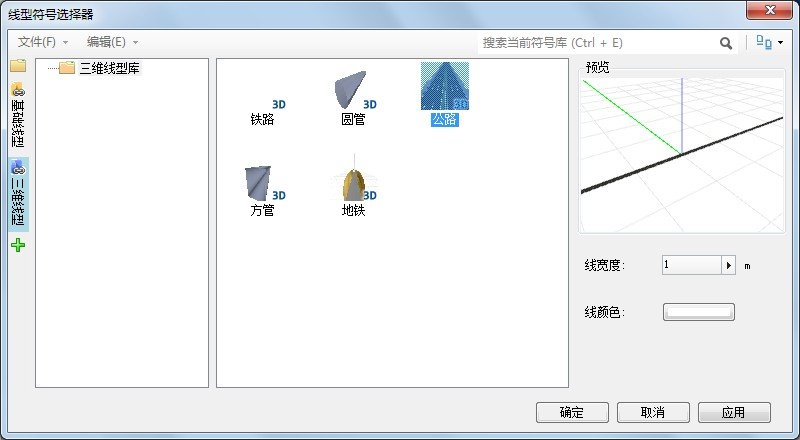 线型符号选择器
文件(F) 编辑(E) 搜索当前符号库 (Ctrl + E)
基础线型
三维线型
三维线型库
3D 3D 3D
铁路 圆管 公路
3D 3D
方管 地铁
预览
线宽度: 1 m
线颜色:
确定 取消 应用